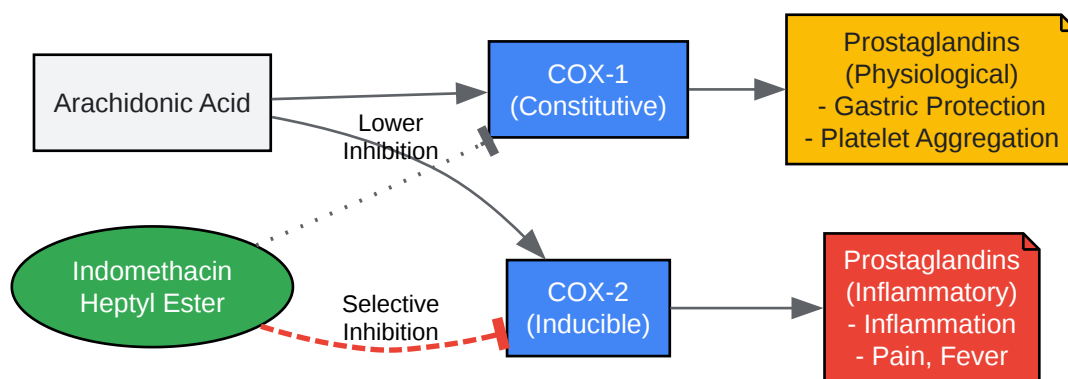 Arachidonic Acid
COX-1
(Constitutive)
Prostaglandins
(Physiological)
- Gastric Protection
- Platelet Aggregation
Lower
Inhibition
Indomethacin
Heptyl Ester
Selective
Inhibition
COX-2
(Inducible)
Prostaglandins
(Inflammatory)
- Inflammation
- Pain, Fever